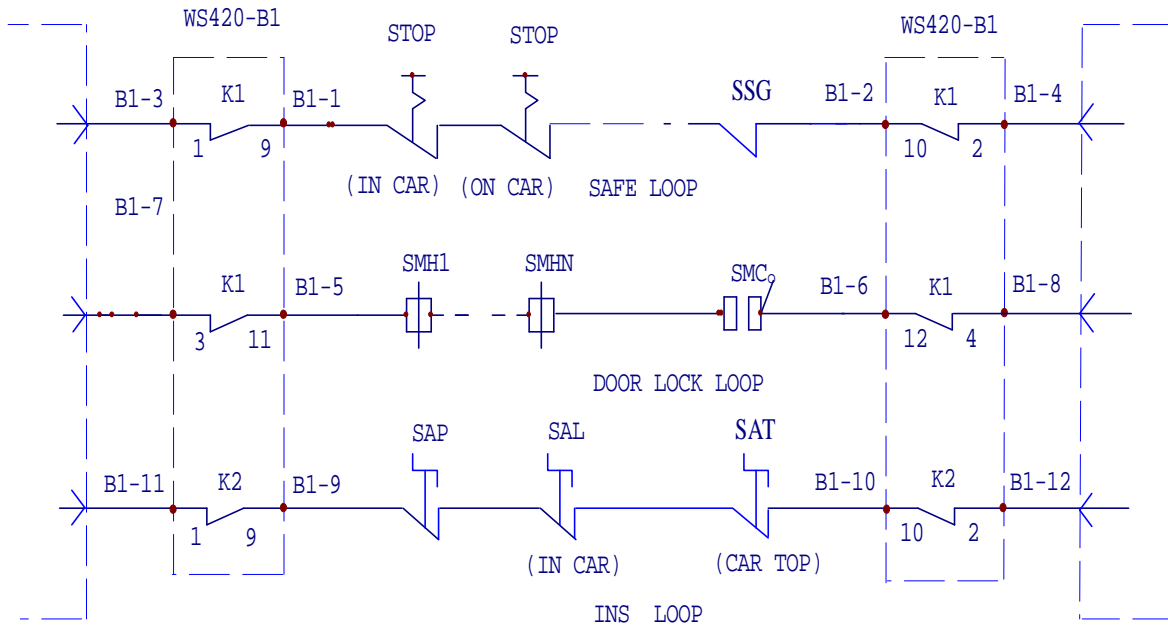 WS420-B1
STOP
STOP
WS420-B1
B1-3
K1
B1-1
SSG
B1-2
K1
B1-4
1
9
10
2
(IN CAR)
(ON CAR)
SAFE LOOP
B1-7
K1
B1-5
SMH1
SMHN
SMC
B1-6
K1
B1-8
3
11
12
4
DOOR LOCK LOOP
B1-11
K2
B1-9
SAP
SAL
SAT
B1-10
K2
B1-12
1
9
10
2
(IN CAR)
(CAR TOP)
INS LOOP